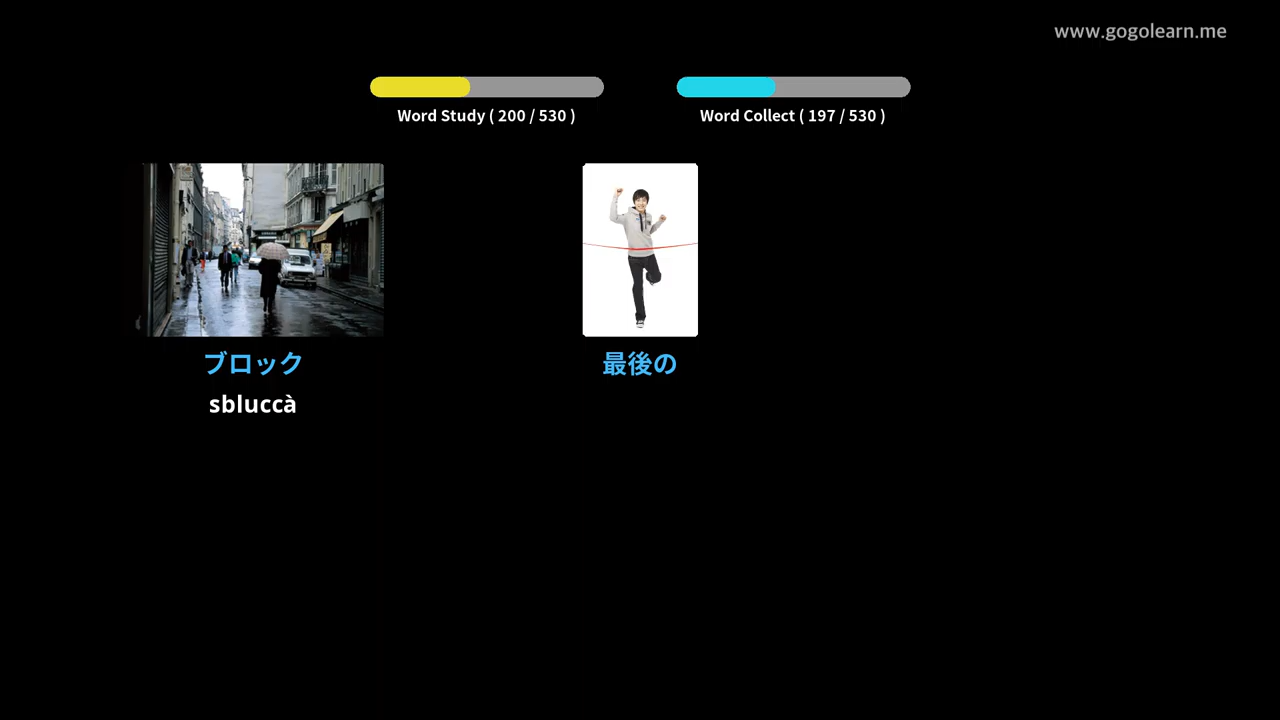 www.gogolearn.me
Word Study ( 200 / 530 )
Word Collect ( 197 / 530 )
ブロック
最後の
sbluccà